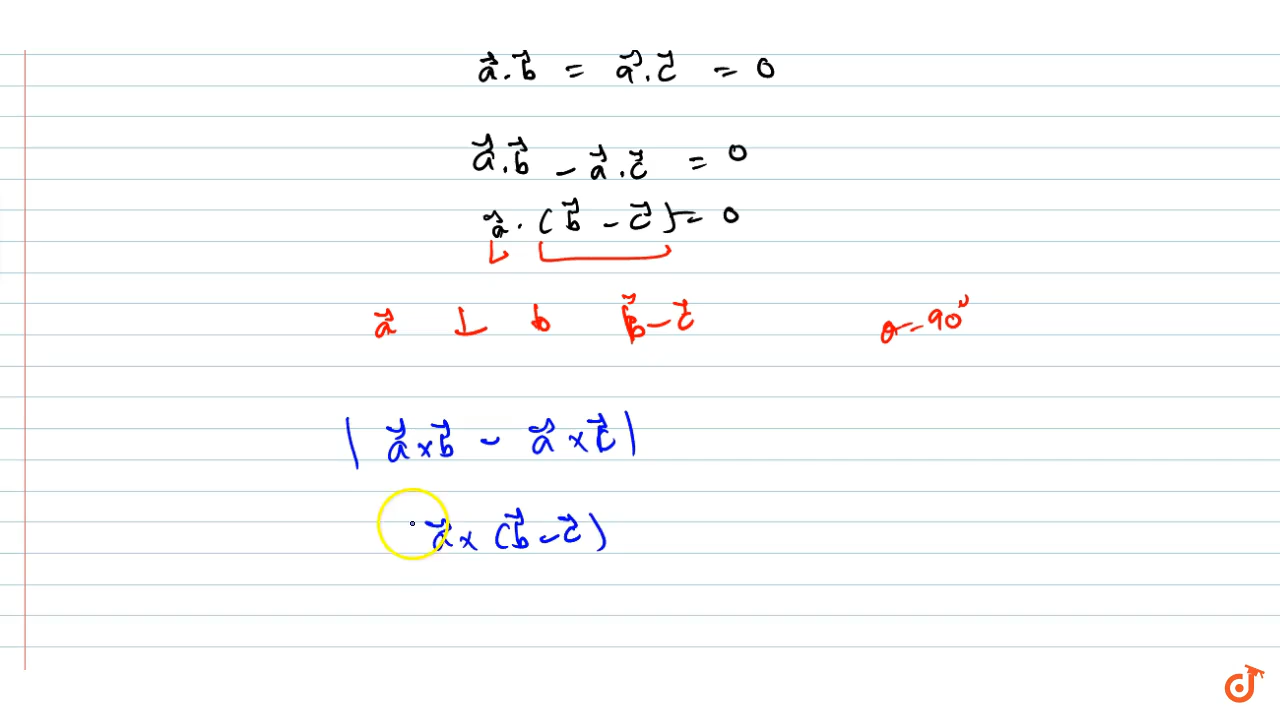 a⃗ . b⃗ = a⃗ . c⃗ = 0
a⃗ . b⃗ - a⃗ . c⃗ = 0
a⃗ . (b⃗ - c⃗) = 0
a⃗ ⊥ b b⃗ - c⃗ θ = 90°
| a⃗ × b⃗ - a⃗ × c⃗ |
a⃗ × (b⃗ - c⃗)